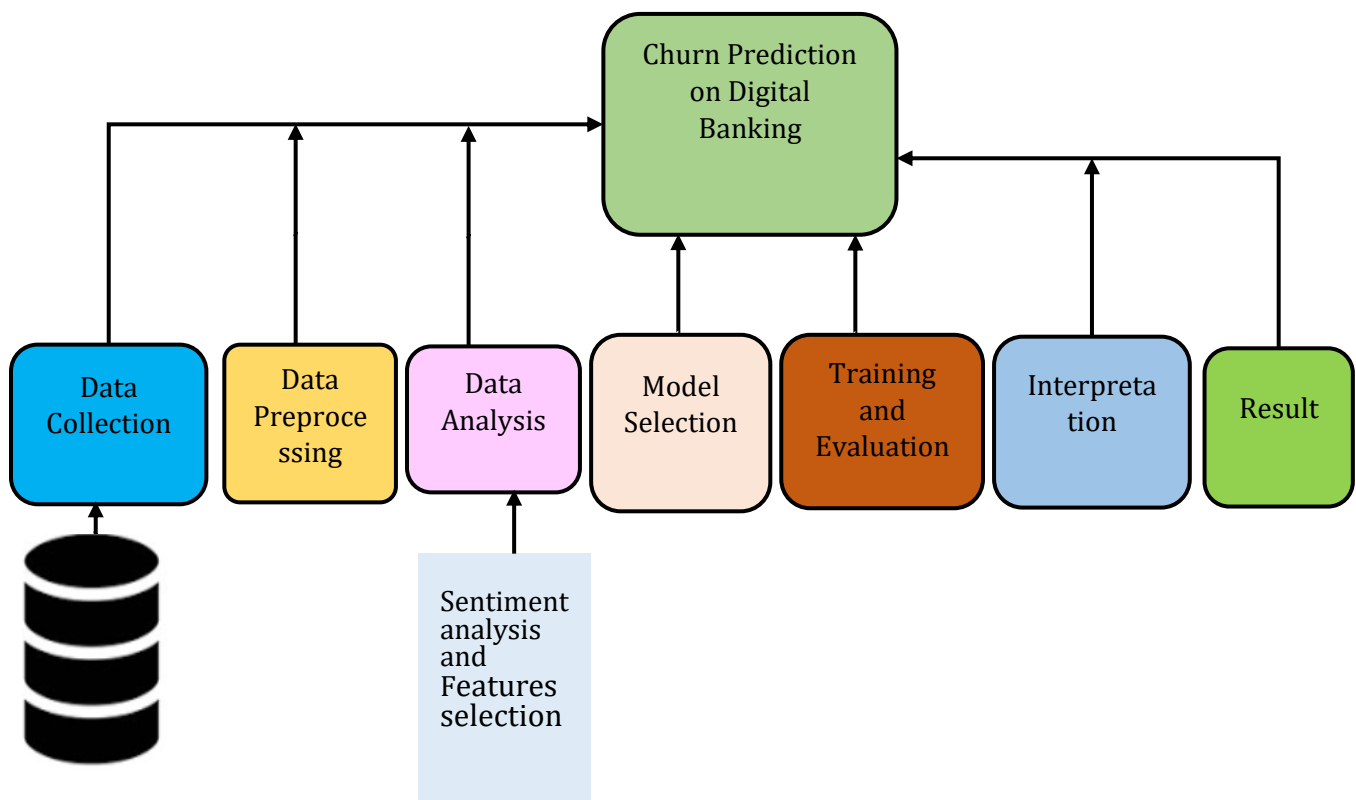 Churn Prediction
on Digital
Banking
Data
Collection
Data
Preproce
ssing
Data
Analysis
Model
Selection
Training
and
Evaluation
Interpreta
tion
Result
Sentiment
analysis
and
Features
selection